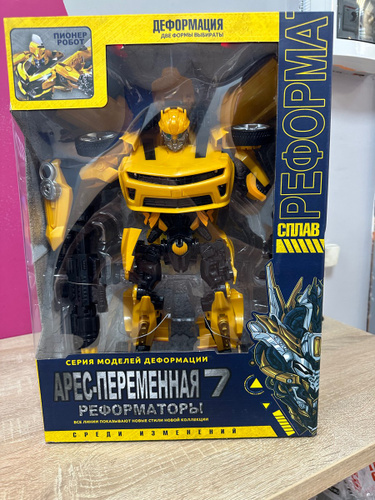 ДЕФОРМАЦИЯ
ДВЕ ФОРМЫ ВЫБИРАТЬ!
ПИОНЕР
РОБОТ
РЕФОРМАТ
СПЛАВ
СЕРИЯ МОДЕЛЕЙ ДЕФОРМАЦИИ
АРЕС-ПЕРЕМЕННАЯ 7
РЕФОРМАТОРЫ
ВСЕ ЛИНИИ ПОКАЗЫВАЮТ НОВЫЕ СТИЛИ НОВОЙ КОЛЛЕКЦИИ
СРЕДИ ИЗМЕНЕНИЙ